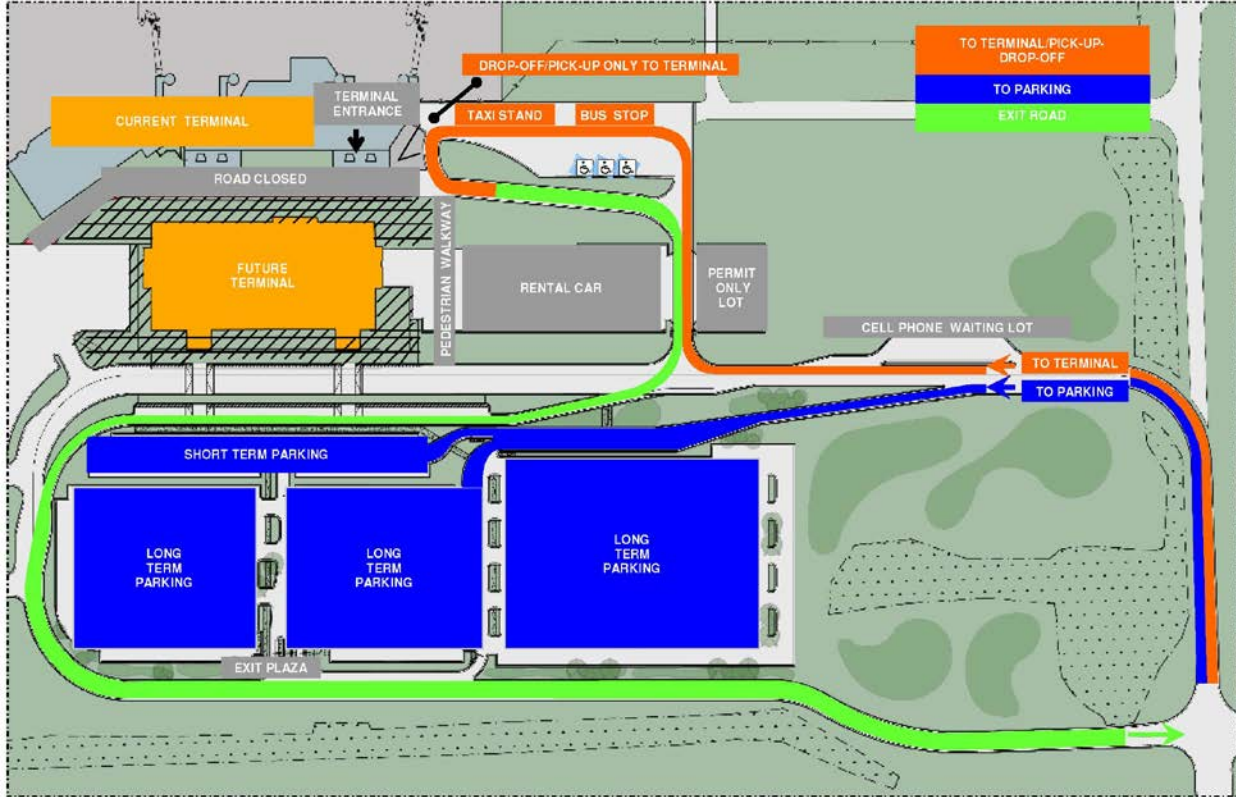 DROP-OFF/PICK-UP ONLY TO TERMINAL
TO TERMINAL/PICK-UP-
DROP-OFF
TO PARKING
EXIT ROAD
CURRENT TERMINAL
TERMINAL
ENTRANCE
TAXI STAND
BUS STOP
ROAD CLOSED
PEDESTRIAN WALKWAY
FUTURE
TERMINAL
RENTAL CAR
PERMIT
ONLY
LOT
CELL PHONE WAITING LOT
TO TERMINAL
TO PARKING
SHORT TERM PARKING
LONG
TERM
PARKING
LONG
TERM
PARKING
LONG
TERM
PARKING
EXIT PLAZA